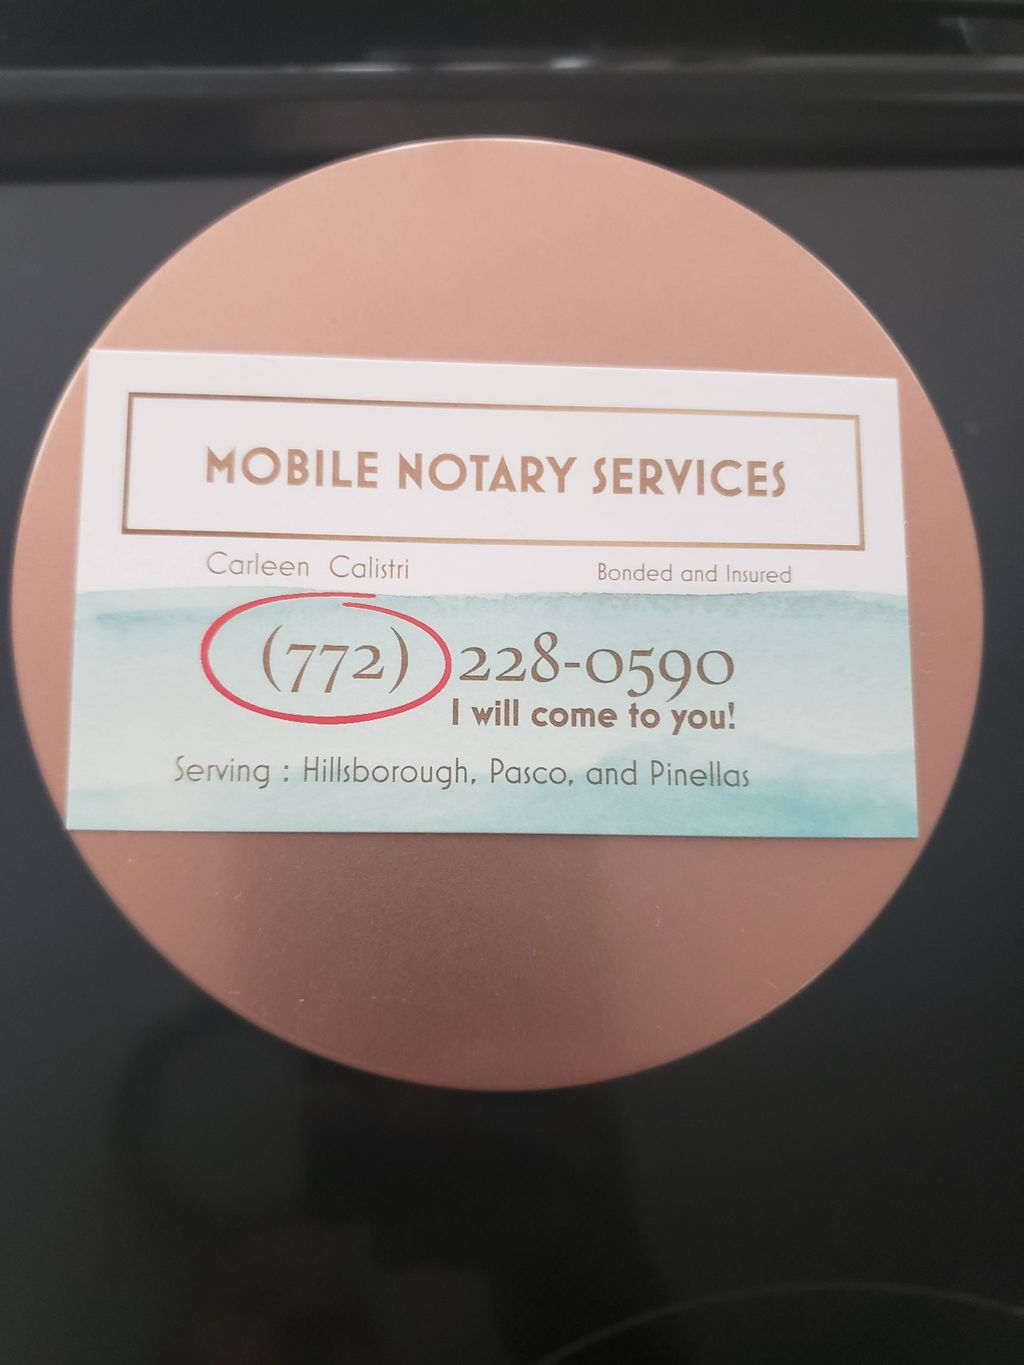 MOBILE NOTARY SERVICES
Carleen Calistri Bonded and Insured
(772) 228-0590
I will come to you!
Serving : Hillsborough, Pasco, and Pinellas